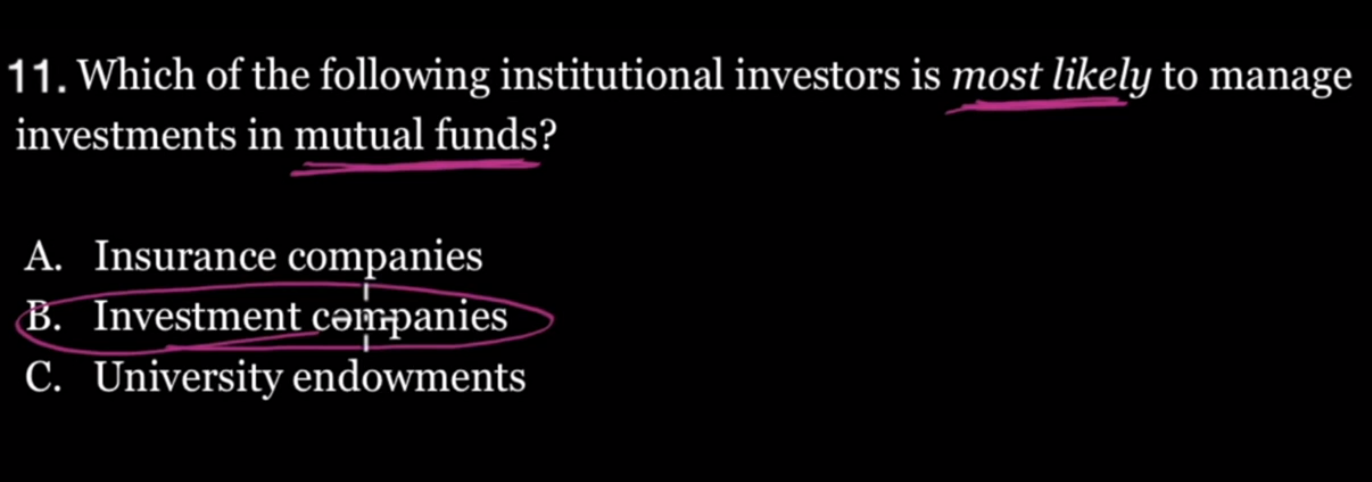 11. Which of the following institutional investors is most likely to manage
investments in mutual funds?
A. Insurance companies
B. Investment companies
C. University endowments